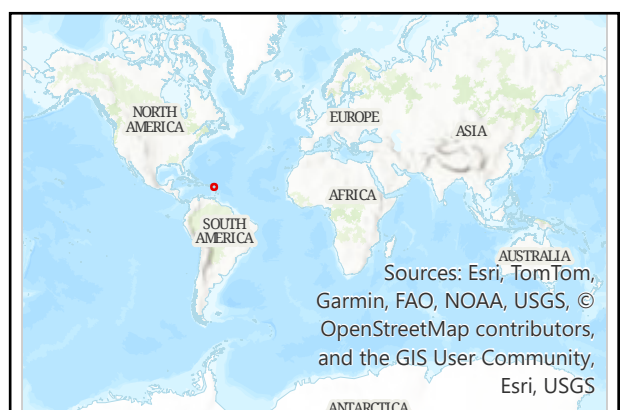 NORTH
AMERICA
EUROPE
ASIA
AFRICA
SOUTH
AMERICA
AUSTRALIA
Sources: Esri, TomTom,
Garmin, FAO, NOAA, USGS, ©
OpenStreetMap contributors,
and the GIS User Community,
Esri, USGS
ANTARCTICA